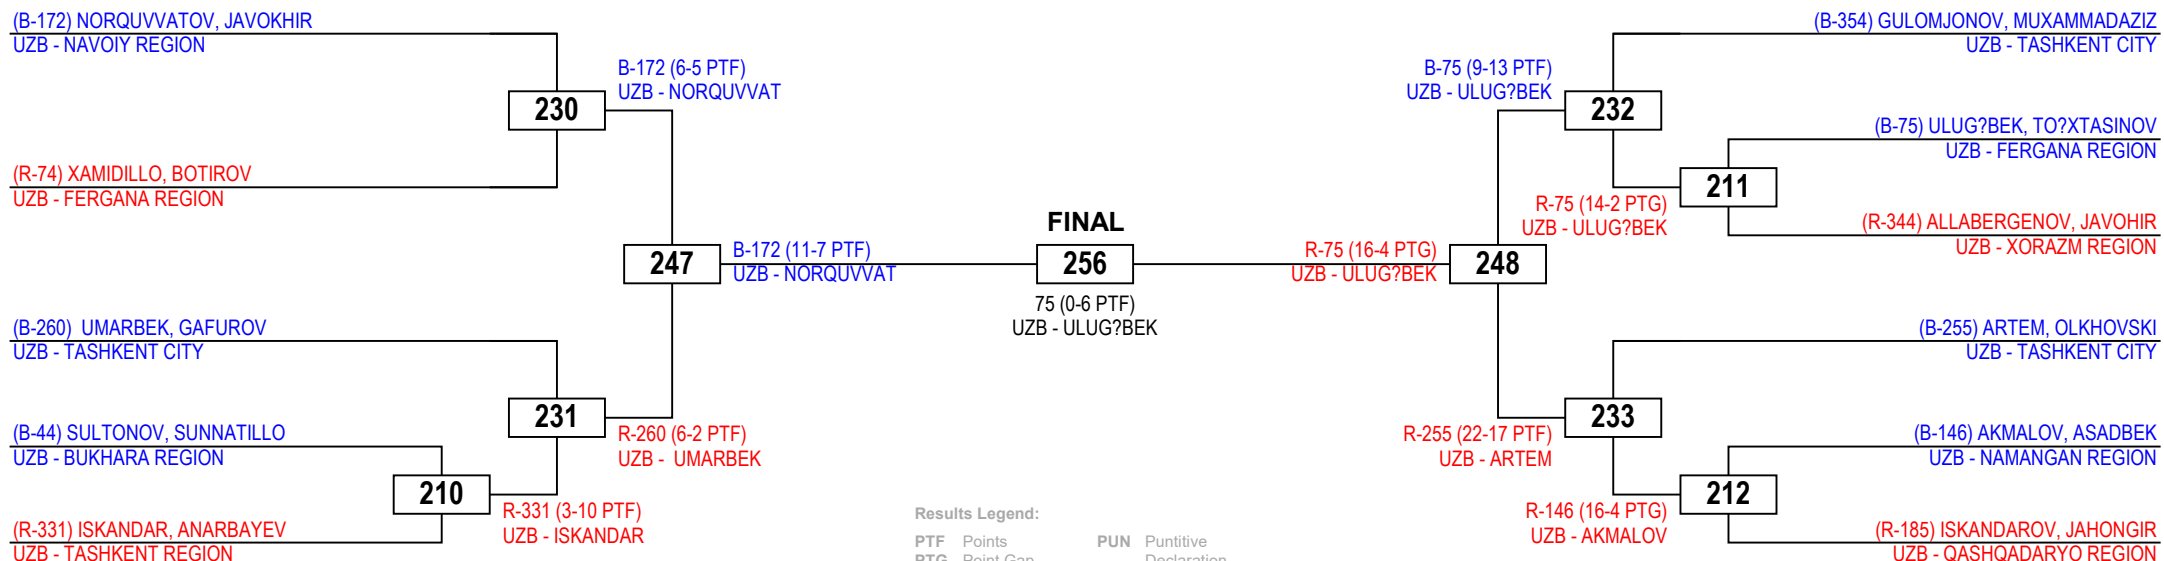 (B-172) NORQUVVATOV, JAVOKHIR
UZB - NAVOIY REGION
(R-74) XAMIDILLO, BOTIROV
UZB - FERGANA REGION
(B-260)  UMARBEK, GAFUROV
UZB - TASHKENT CITY
(B-44) SULTONOV, SUNNATILLO
UZB - BUKHARA REGION
(R-331) ISKANDAR, ANARBAYEV
UZB - TASHKENT REGION
210
R-331 (3-10 PTF)
UZB - ISKANDAR
230
B-172 (6-5 PTF)
UZB - NORQUVVAT
231
R-260 (6-2 PTF)
UZB -  UMARBEK
247
B-172 (11-7 PTF)
UZB - NORQUVVAT
FINAL
256
75 (0-6 PTF)
UZB - ULUG?BEK
R-75 (16-4 PTG)
UZB - ULUG?BEK
248
B-75 (9-13 PTF)
UZB - ULUG?BEK
232
R-255 (22-17 PTF)
UZB - ARTEM
233
R-75 (14-2 PTG)
UZB - ULUG?BEK
211
R-146 (16-4 PTG)
UZB - AKMALOV
212
(B-354) GULOMJONOV, MUXAMMADAZIZ
UZB - TASHKENT CITY
(B-75) ULUG?BEK, TO?XTASINOV
UZB - FERGANA REGION
(R-344) ALLABERGENOV, JAVOHIR
UZB - XORAZM REGION
(B-255) ARTEM, OLKHOVSKI
UZB - TASHKENT CITY
(B-146) AKMALOV, ASADBEK
UZB - NAMANGAN REGION
(R-185) ISKANDAROV, JAHONGIR
UZB - QASHQADARYO REGION
Results Legend:
PTF Points PUN Puntitive
PTG Point Gap Declaration